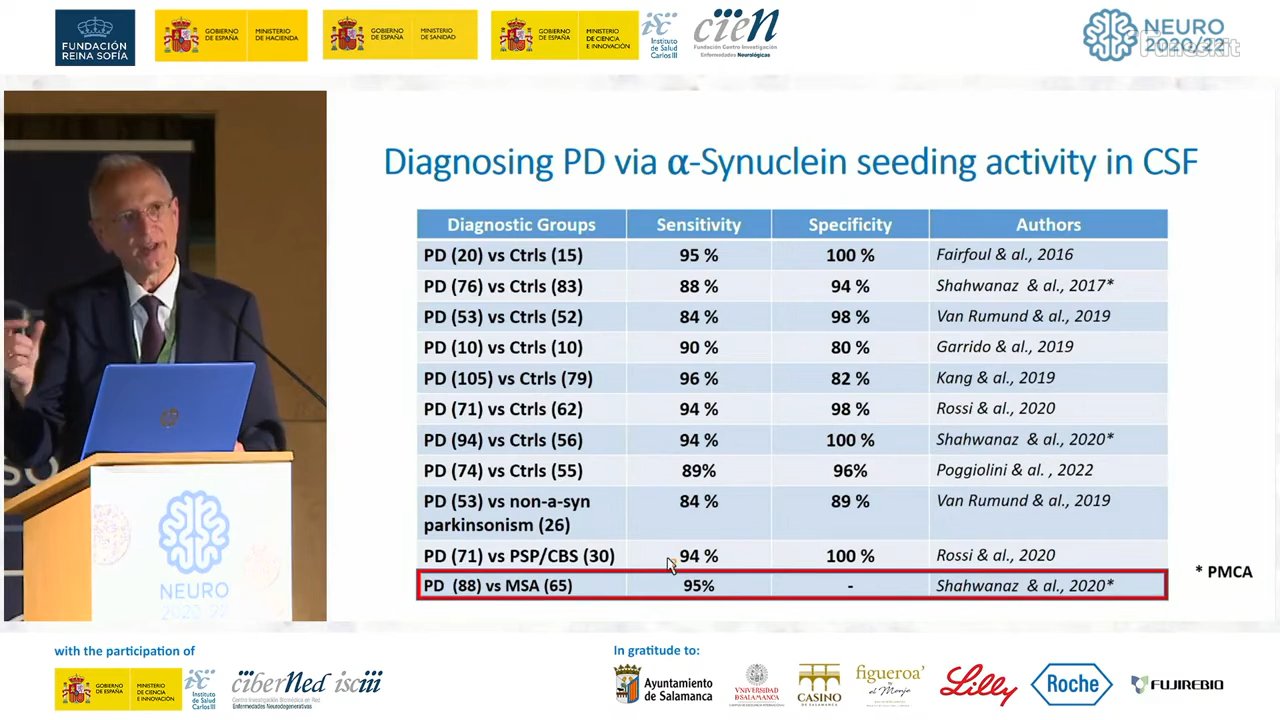 FUNDACIÓN
REINA SOFÍA
GOBIERNO
DE ESPAÑA
MINISTERIO
DE HACIENDA
GOBIERNO
DE ESPAÑA
MINISTERIO
DE SANIDAD
GOBIERNO
DE ESPAÑA
MINISTERIO
DE CIENCIA
E INNOVACIÓN
isc
Instituto
de Salud
Carlos III
cien
Fundación Centro Investigación
Enfermedades Neurológicas
NEURO
2020/22
Diagnosing PD via α-Synuclein seeding activity in CSF
Diagnostic Groups Sensitivity Specificity Authors
PD (20) vs Ctrls (15) 95 % 100 % Fairfoul & al., 2016
PD (76) vs Ctrls (83) 88 % 94 % Shahwanaz & al., 2017*
PD (53) vs Ctrls (52) 84 % 98 % Van Rumund & al., 2019
PD (10) vs Ctrls (10) 90 % 80 % Garrido & al., 2019
PD (105) vs Ctrls (79) 96 % 82 % Kang & al., 2019
PD (71) vs Ctrls (62) 94 % 98 % Rossi & al., 2020
PD (94) vs Ctrls (56) 94 % 100 % Shahwanaz & al., 2020*
PD (74) vs Ctrls (55) 89% 96% Poggiolini & al. , 2022
PD (53) vs non-a-syn 84 % 89 % Van Rumund & al., 2019
parkinsonism (26)
PD (71) vs PSP/CBS (30) 94 % 100 % Rossi & al., 2020
PD (88) vs MSA (65) 95% - Shahwanaz & al., 2020*
* PMCA
hp
NEURO
2020-22
with the participation of
GOBIERNO
DE ESPAÑA
MINISTERIO
DE CIENCIA
E INNOVACIÓN
isc
Instituto
de Salud
Carlos III
ciberned isciii
Centro Investigación Biomédica en Red
Enfermedades Neurodegenerativas
In gratitude to:
Ayuntamiento
de Salamanca
VNIVERSIDAD
D SALAMANCA
CASINO
DE SALAMANCA
figueroa'
el Monje
Lilly
Roche
FUJIREBIO